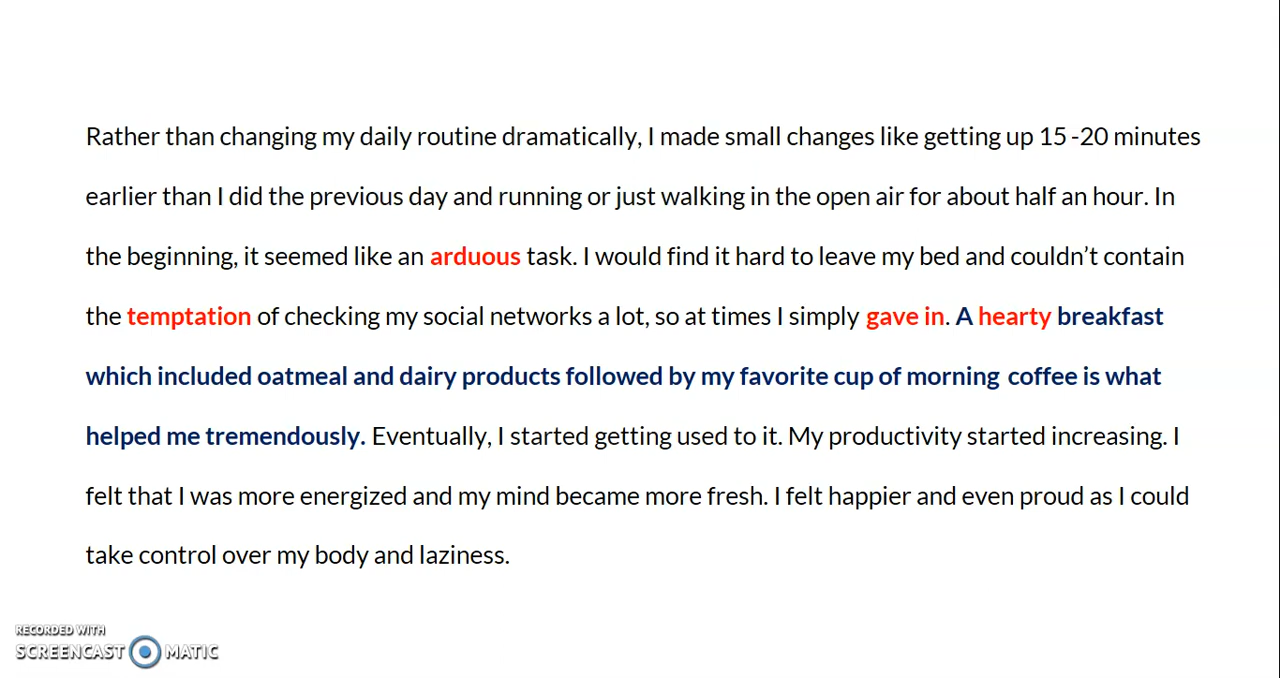 Rather than changing my daily routine dramatically, I made small changes like getting up 15 -20 minutes
earlier than I did the previous day and running or just walking in the open air for about half an hour. In
the beginning, it seemed like an arduous task. I would find it hard to leave my bed and couldn’t contain
the temptation of checking my social networks a lot, so at times I simply gave in. A hearty breakfast
which included oatmeal and dairy products followed by my favorite cup of morning coffee is what
helped me tremendously. Eventually, I started getting used to it. My productivity started increasing. I
felt that I was more energized and my mind became more fresh. I felt happier and even proud as I could
take control over my body and laziness.
RECORDED WITH
SCREENCAST MATIC